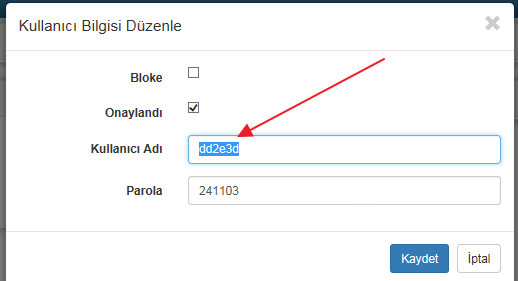 Kullanıcı Bilgisi Düzenle
Bloke
Onaylandı
Kullanıcı Adı dd2e3d
Parola 241103
Kaydet İptal